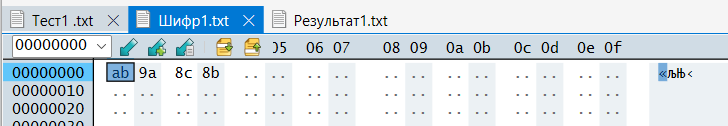 Тест1 .txt Шифр1.txt Результат1.txt
00000000 05 06 07 08 09 0a 0b 0c 0d 0e 0f
00000000 ab 9a 8c 8b .. .. .. .. .. .. .. .. .. .. .. .. «љЊ‹
00000010 .. .. .. .. .. .. .. .. .. .. .. .. .. .. .. ..
00000020 .. .. .. .. .. .. .. .. .. .. .. .. .. .. .. ..